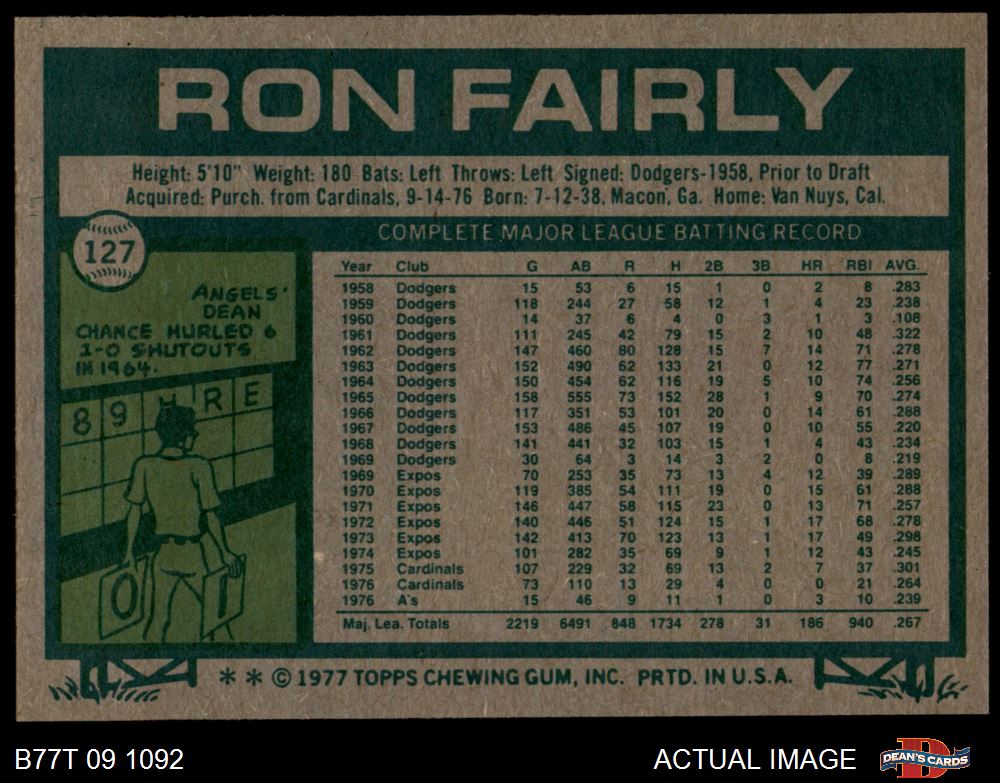 RON FAIRLY
Height: 5'10" Weight: 180 Bats: Left Throws: Left Signed: Dodgers-1958, Prior to Draft
Acquired: Purch. from Cardinals, 9-14-76 Born: 7-12-38, Macon, Ga. Home: Van Nuys, Cal.
127
ANGELS'
DEAN
CHANCE HURLED 6
1-0 SHUTOUTS
IN 1964.
8 9 H R E
0 1
COMPLETE MAJOR LEAGUE BATTING RECORD
Year Club G AB R H 2B 3B HR RBI AVG.
1958 Dodgers 15 53 6 15 1 0 2 8 .283
1959 Dodgers 118 244 27 58 12 1 4 23 .238
1960 Dodgers 14 37 6 4 0 3 1 3 .108
1961 Dodgers 111 245 42 79 15 2 10 48 .322
1962 Dodgers 147 460 80 128 15 7 14 71 .278
1963 Dodgers 152 490 62 133 21 0 12 77 .271
1964 Dodgers 150 454 62 116 19 5 10 74 .256
1965 Dodgers 158 555 73 152 28 1 9 70 .274
1966 Dodgers 117 351 53 101 20 0 14 61 .288
1967 Dodgers 153 486 45 107 19 0 10 55 .220
1968 Dodgers 141 441 32 103 15 1 4 43 .234
1969 Dodgers 30 64 3 14 3 2 0 8 .219
1969 Expos 70 253 35 73 13 4 12 39 .289
1970 Expos 119 385 54 111 19 0 15 61 .288
1971 Expos 146 447 58 115 23 0 13 71 .257
1972 Expos 140 446 51 124 15 1 17 68 .278
1973 Expos 142 413 70 123 13 1 17 49 .298
1974 Expos 101 282 35 69 9 1 12 43 .245
1975 Cardinals 107 229 32 69 13 2 7 37 .301
1976 Cardinals 73 110 13 29 4 0 0 21 .264
1976 A's 15 46 9 11 1 0 3 10 .239
Maj. Lea. Totals 2219 6491 848 1734 278 31 186 940 .267
* * © 1977 TOPPS CHEWING GUM, INC. PRTD. IN U.S.A.
B77T 09 1092
ACTUAL IMAGE
DEAN'S CARDS